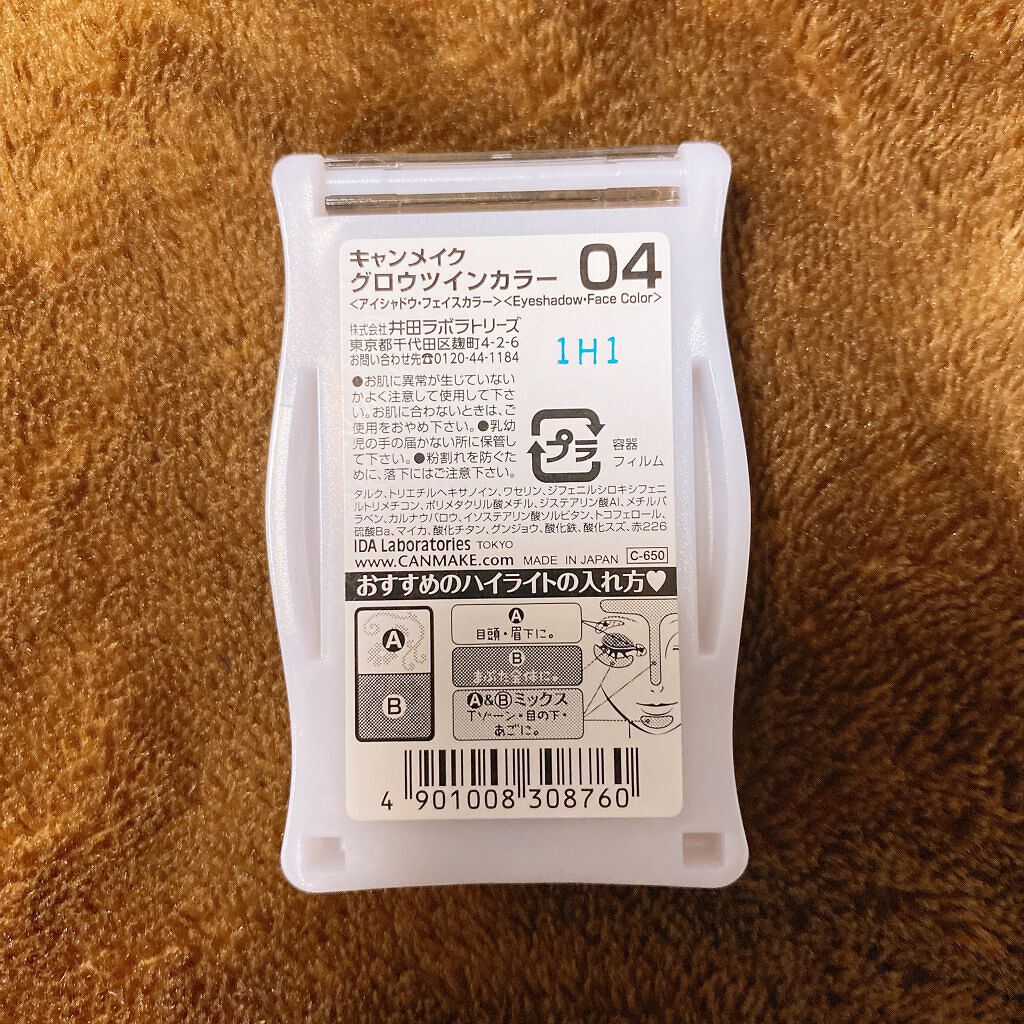 キャンメイク
グロウツインカラー 04
<アイシャドウ・フェイスカラー><Eyeshadow・Face Color>
株式会社 井田ラボラトリーズ
東京都千代田区麹町4-2-6
お問い合わせ先☎0120-44-1184
1H1
●お肌に異常が生じていない
かよく注意して使用して下さ
い。お肌に合わないときは、ご
使用をおやめ下さい。●乳幼
児の手の届かない所に保管し
て下さい。●粉割れを防ぐた
めに、落下にはご注意下さい。
プラ
容器
フィルム
タルク、トリエチルヘキサノイン、ワセリン、ジフェニルシロキシフェニ
ルトリメチコン、ポリメタクリル酸メチル、ジステアリン酸Al、メチルパ
ラベン、カルナウバロウ、イソステアリン酸ソルビタン、トコフェロール、
硫酸Ba、マイカ、酸化チタン、グンジョウ、酸化鉄、酸化スズ、赤226
IDA Laboratories TOKYO
www.CANMAKE.com MADE IN JAPAN C-650
おすすめのハイライトの入れ方♥
A
B
A
目頭・眉下に。
B
まぶた全体に。
A&Bミックス
Tゾーン・目の下・
あごに。
4 901008 308760